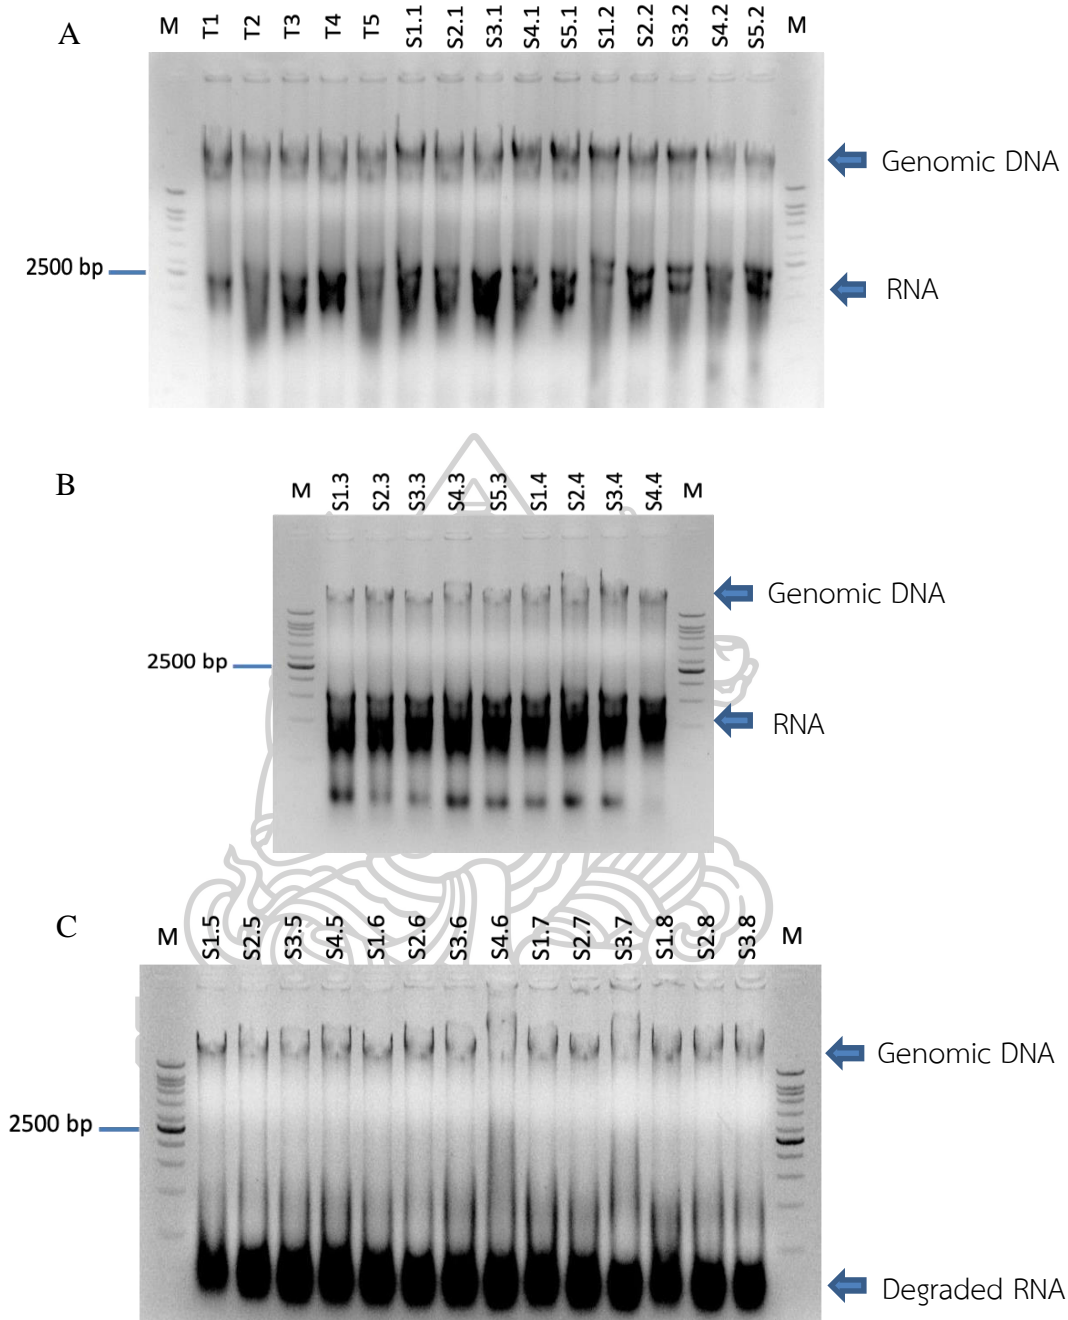 A
M T1 T2 T3 T4 T5 S1.1 S2.1 S3.1 S4.1 S5.1 S1.2 S2.2 S3.2 S4.2 S5.2 M
Genomic DNA
2500 bp
RNA
B
M S1.3 S2.3 S3.3 S4.3 S5.3 S1.4 S2.4 S3.4 S4.4 M
Genomic DNA
2500 bp
RNA
C
M S1.5 S2.5 S3.5 S4.5 S1.6 S2.6 S3.6 S4.6 S1.7 S2.7 S3.7 S1.8 S2.8 S3.8 M
Genomic DNA
2500 bp
Degraded RNA